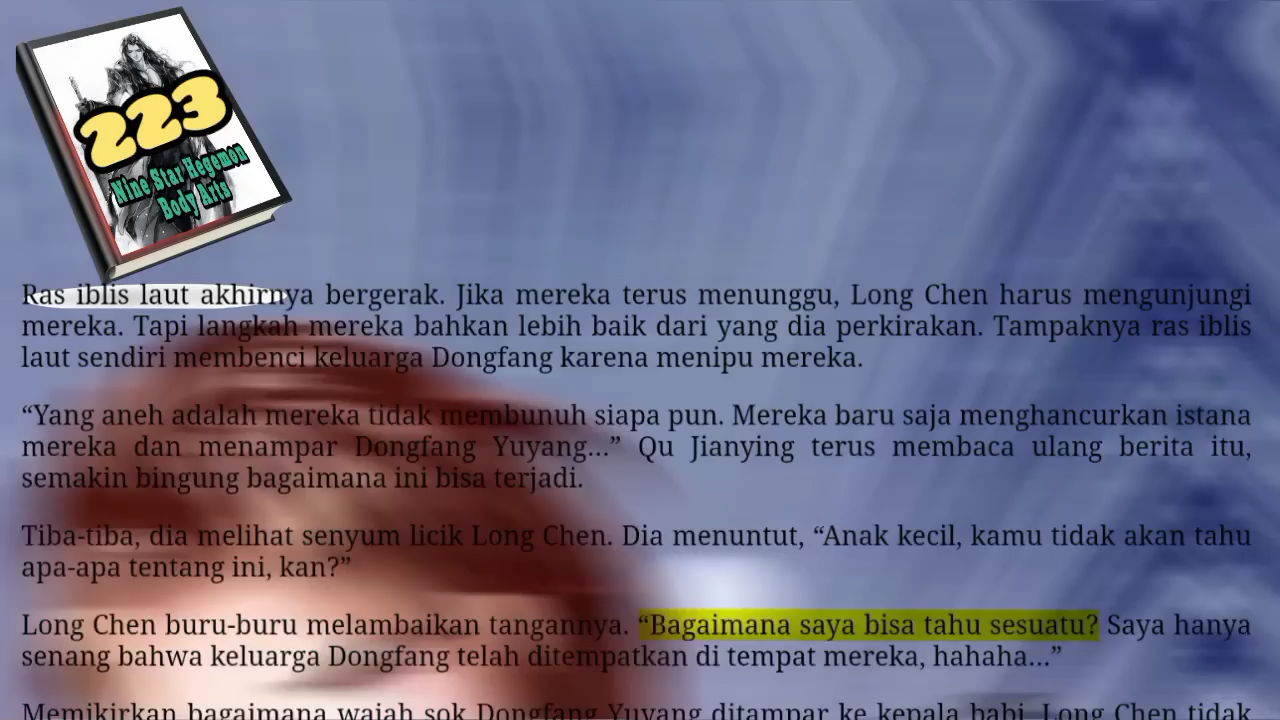 223
Nine Star Hegemon
Body Arts
Ras iblis laut akhirnya bergerak. Jika mereka terus menunggu, Long Chen harus mengunjungi
mereka. Tapi langkah mereka bahkan lebih baik dari yang dia perkirakan. Tampaknya ras iblis
laut sendiri membenci keluarga Dongfang karena menipu mereka.
“Yang aneh adalah mereka tidak membunuh siapa pun. Mereka baru saja menghancurkan istana
mereka dan menampar Dongfang Yuyang...” Qu Jianying terus membaca ulang berita itu,
semakin bingung bagaimana ini bisa terjadi.
Tiba-tiba, dia melihat senyum licik Long Chen. Dia menuntut, “Anak kecil, kamu tidak akan tahu
apa-apa tentang ini, kan?”
Long Chen buru-buru melambaikan tangannya. “Bagaimana saya bisa tahu sesuatu? Saya hanya
senang bahwa keluarga Dongfang telah ditempatkan di tempat mereka, hahaha...”
Memikirkan bagaimana wajah sok Dongfang Yuyang ditampar ke kepala babi, Long Chen tidak